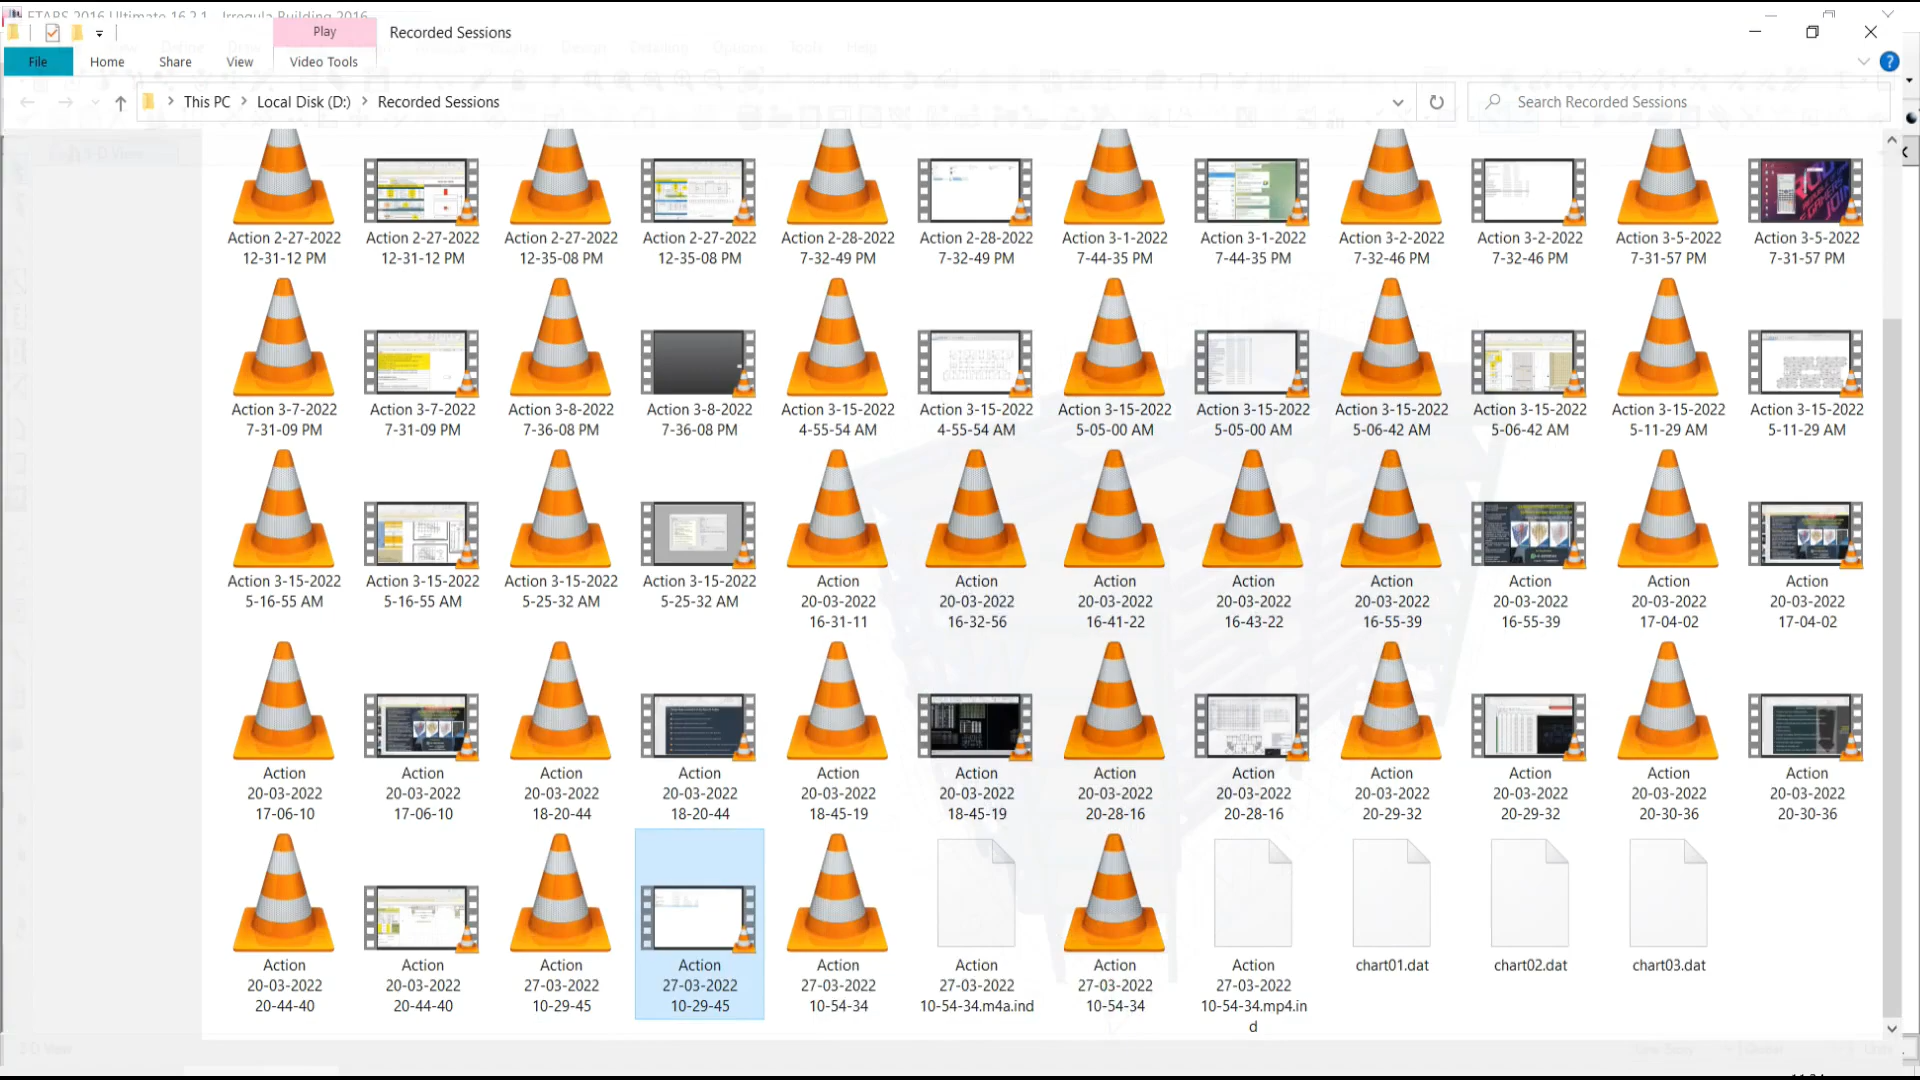 ETABS 2016 Ultimate 16.2.1 - Irregula Building 2016
Play
Recorded Sessions
File
Home
Share
View
Video Tools
This PC
Local Disk (D:)
Recorded Sessions
Search Recorded Sessions
Action 2-27-2022 12-31-12 PM
Action 2-27-2022 12-31-12 PM
Action 2-27-2022 12-35-08 PM
Action 2-27-2022 12-35-08 PM
Action 2-28-2022 7-32-49 PM
Action 2-28-2022 7-32-49 PM
Action 3-1-2022 7-44-35 PM
Action 3-1-2022 7-44-35 PM
Action 3-2-2022 7-32-46 PM
Action 3-2-2022 7-32-46 PM
Action 3-5-2022 7-31-57 PM
Action 3-5-2022 7-31-57 PM
Action 3-7-2022 7-31-09 PM
Action 3-7-2022 7-31-09 PM
Action 3-8-2022 7-36-08 PM
Action 3-8-2022 7-36-08 PM
Action 3-15-2022 4-55-54 AM
Action 3-15-2022 4-55-54 AM
Action 3-15-2022 5-05-00 AM
Action 3-15-2022 5-05-00 AM
Action 3-15-2022 5-06-42 AM
Action 3-15-2022 5-06-42 AM
Action 3-15-2022 5-11-29 AM
Action 3-15-2022 5-11-29 AM
Action 3-15-2022 5-16-55 AM
Action 3-15-2022 5-16-55 AM
Action 3-15-2022 5-25-32 AM
Action 3-15-2022 5-25-32 AM
Action 20-03-2022 16-31-11
Action 20-03-2022 16-32-56
Action 20-03-2022 16-41-22
Action 20-03-2022 16-43-22
Action 20-03-2022 16-55-39
Action 20-03-2022 16-55-39
Action 20-03-2022 17-04-02
Action 20-03-2022 17-04-02
Action 20-03-2022 17-06-10
Action 20-03-2022 17-06-10
Action 20-03-2022 18-20-44
Action 20-03-2022 18-20-44
Action 20-03-2022 18-45-19
Action 20-03-2022 18-45-19
Action 20-03-2022 20-28-16
Action 20-03-2022 20-28-16
Action 20-03-2022 20-29-32
Action 20-03-2022 20-29-32
Action 20-03-2022 20-30-36
Action 20-03-2022 20-30-36
Action 20-03-2022 20-44-40
Action 20-03-2022 20-44-40
Action 27-03-2022 10-29-45
Action 27-03-2022 10-29-45
Action 27-03-2022 10-54-34
Action 27-03-2022 10-54-34.m4a.ind
Action 27-03-2022 10-54-34
Action 27-03-2022 10-54-34.mp4.ind
chart01.dat
chart02.dat
chart03.dat
3-D View